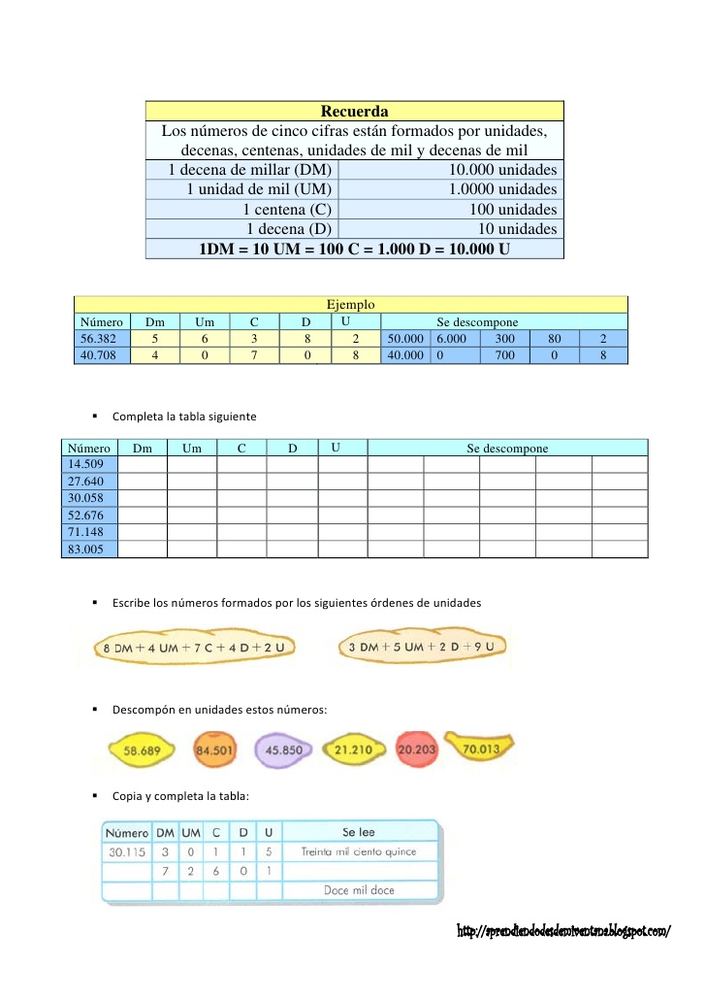 Recuerda
Los números de cinco cifras están formados por unidades,
decenas, centenas, unidades de mil y decenas de mil
1 decena de millar (DM) 10.000 unidades
1 unidad de mil (UM) 1.0000 unidades
1 centena (C) 100 unidades
1 decena (D) 10 unidades
1DM = 10 UM = 100 C = 1.000 D = 10.000 U
Ejemplo
Número Dm Um C D U Se descompone
56.382 5 6 3 8 2 50.000 6.000 300 80 2
40.708 4 0 7 0 8 40.000 0 700 0 8
▪ Completa la tabla siguiente
Número Dm Um C D U Se descompone
14.509
27.640
30.058
52.676
71.148
83.005
▪ Escribe los números formados por los siguientes órdenes de unidades
8 DM + 4 UM + 7 C + 4 D + 2 U 3 DM + 5 UM + 2 D + 9 U
▪ Descompón en unidades estos números:
58.689 84.501 45.850 21.210 20.203 70.013
▪ Copia y completa la tabla:
Número DM UM C D U Se lee
30.115 3 0 1 1 5 Treinta mil ciento quince
7 2 6 0 1
Doce mil doce
http://aprendiendodesdemiventana.blogspot.com/